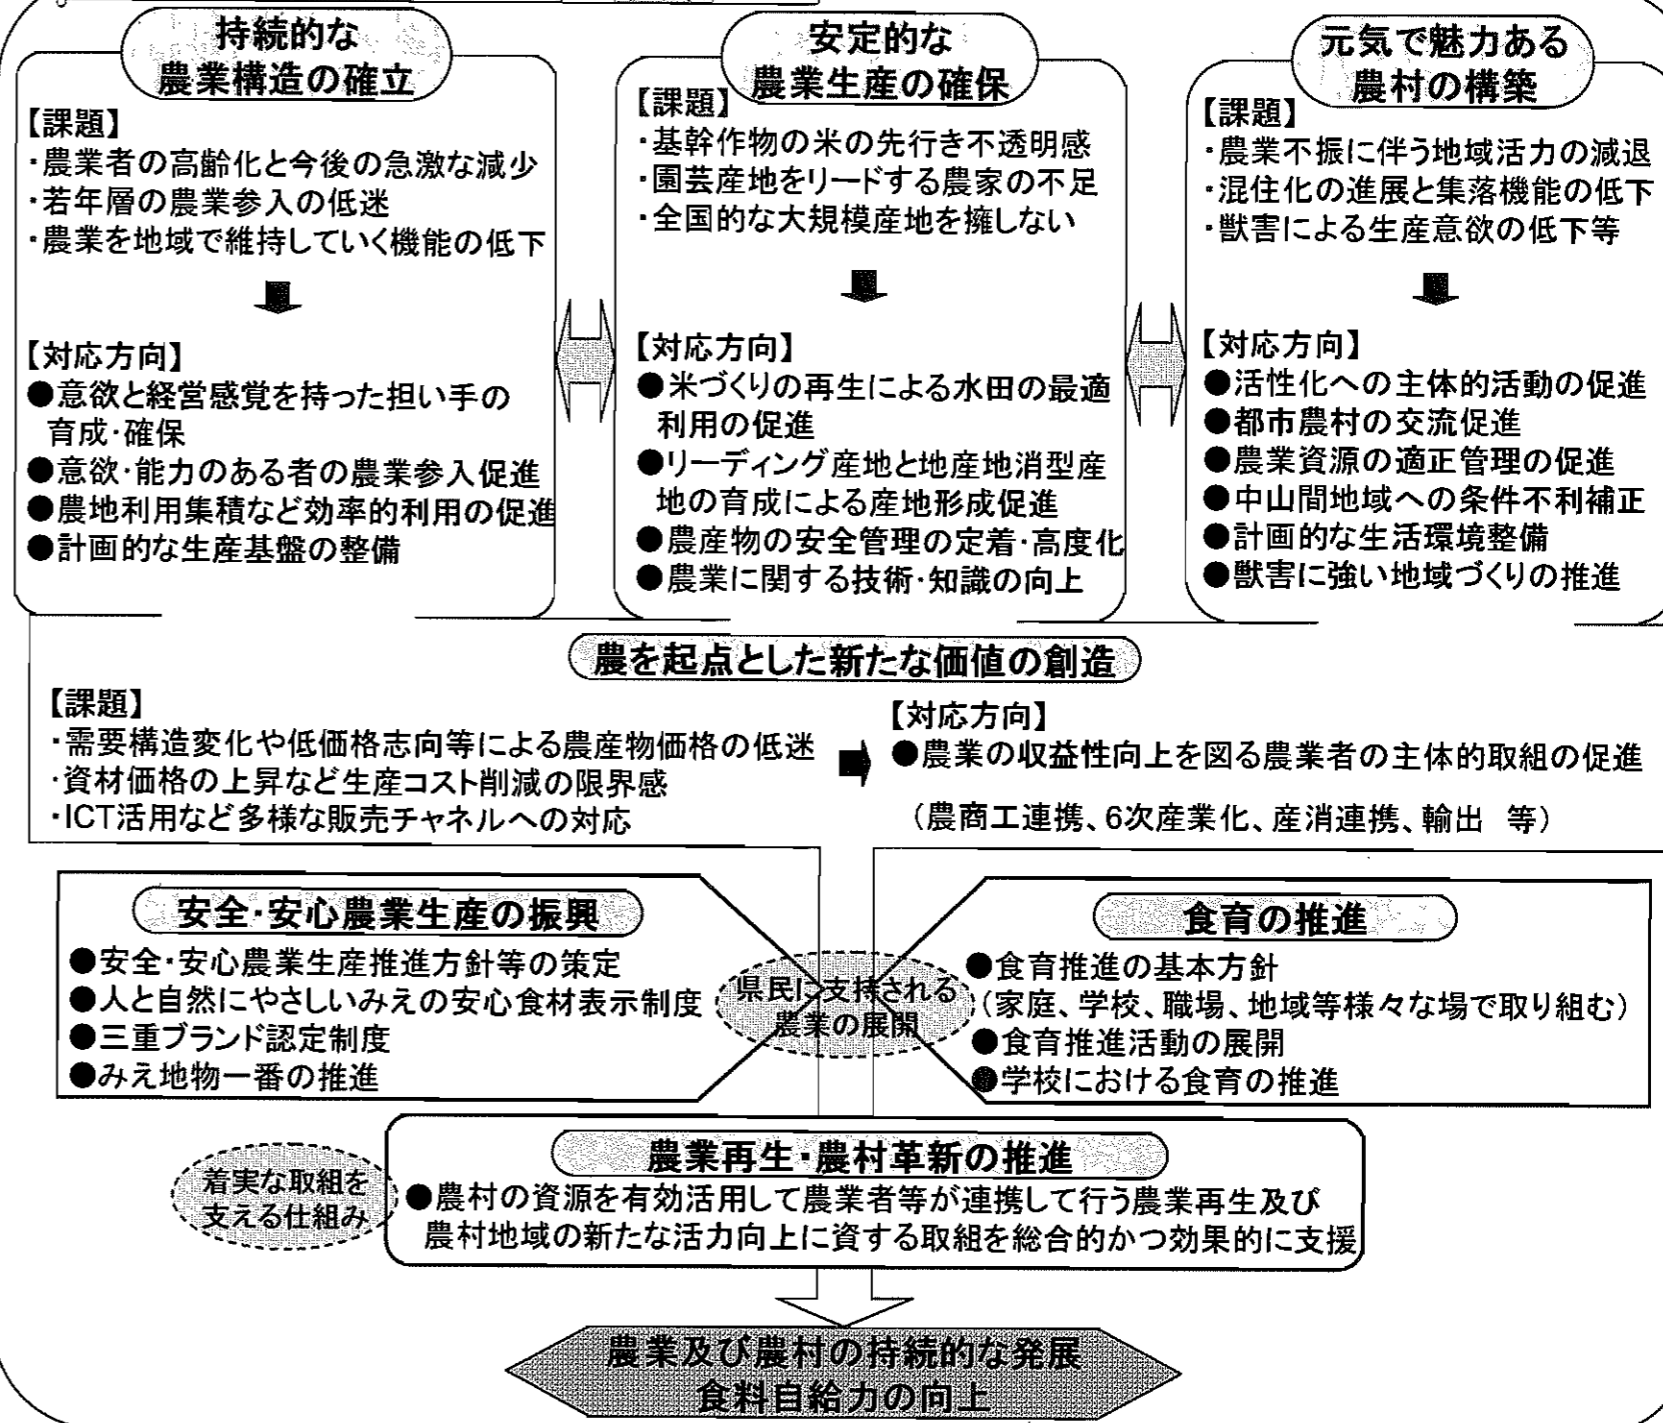 持続的な
農業構造の確立
【課題】
・農業者の高齢化と今後の急激な減少
・若年層の農業参入の低迷
・農業を地域で維持していく機能の低下
【対応方向】
●意欲と経営感覚を持った担い手の
育成・確保
●意欲・能力のある者の農業参入促進
●農地利用集積など効率的利用の促進
●計画的な生産基盤の整備
安定的な
農業生産の確保
【課題】
・基幹作物の米の先行き不透明感
・園芸産地をリードする農家の不足
・全国的な大規模産地を擁しない
【対応方向】
●米づくりの再生による水田の最適
利用の促進
●リーディング産地と地産地消型産
地の育成による産地形成促進
●農産物の安全管理の定着・高度化
●農業に関する技術・知識の向上
元気で魅力ある
農村の構築
【課題】
・農業不振に伴う地域活力の減退
・混住化の進展と集落機能の低下
・獣害による生産意欲の低下等
【対応方向】
●活性化への主体的活動の促進
●都市農村の交流促進
●農業資源の適正管理の促進
●中山間地域への条件不利補正
●計画的な生活環境整備
●獣害に強い地域づくりの推進
農を起点とした新たな価値の創造
【課題】
・需要構造変化や低価格志向等による農産物価格の低迷
・資材価格の上昇など生産コスト削減の限界感
・ICT活用など多様な販売チャネルへの対応
【対応方向】
●農業の収益性向上を図る農業者の主体的取組の促進
（農商工連携、6次産業化、産消連携、輸出 等）
安全・安心農業生産の振興
●安全・安心農業生産推進方針等の策定
●人と自然にやさしいみえの安心食材表示制度
●三重ブランド認定制度
●みえ地物一番の推進
県民に支持される
農業の展開
食育の推進
●食育推進の基本方針
（家庭、学校、職場、地域等様々な場で取り組む）
●食育推進活動の展開
●学校における食育の推進
着実な取組を
支える仕組み
農業再生・農村革新の推進
●農村の資源を有効活用して農業者等が連携して行う農業再生及び
農村地域の新たな活力向上に資する取組を総合的かつ効果的に支援
農業及び農村の持続的な発展
食料自給力の向上